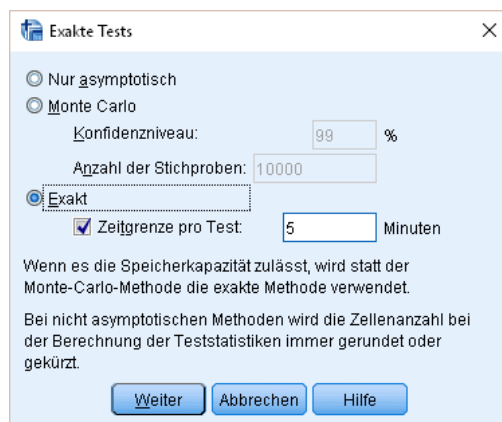 Exakte Tests
Nur asymptotisch
Monte Carlo
Konfidenzniveau: 99 %
Anzahl der Stichproben: 10000
Exakt
Zeitgrenze pro Test: 5 Minuten
Wenn es die Speicherkapazität zulässt, wird statt der
Monte-Carlo-Methode die exakte Methode verwendet.
Bei nicht asymptotischen Methoden wird die Zellenanzahl bei
der Berechnung der Teststatistiken immer gerundet oder
gekürzt.
Weiter Abbrechen Hilfe